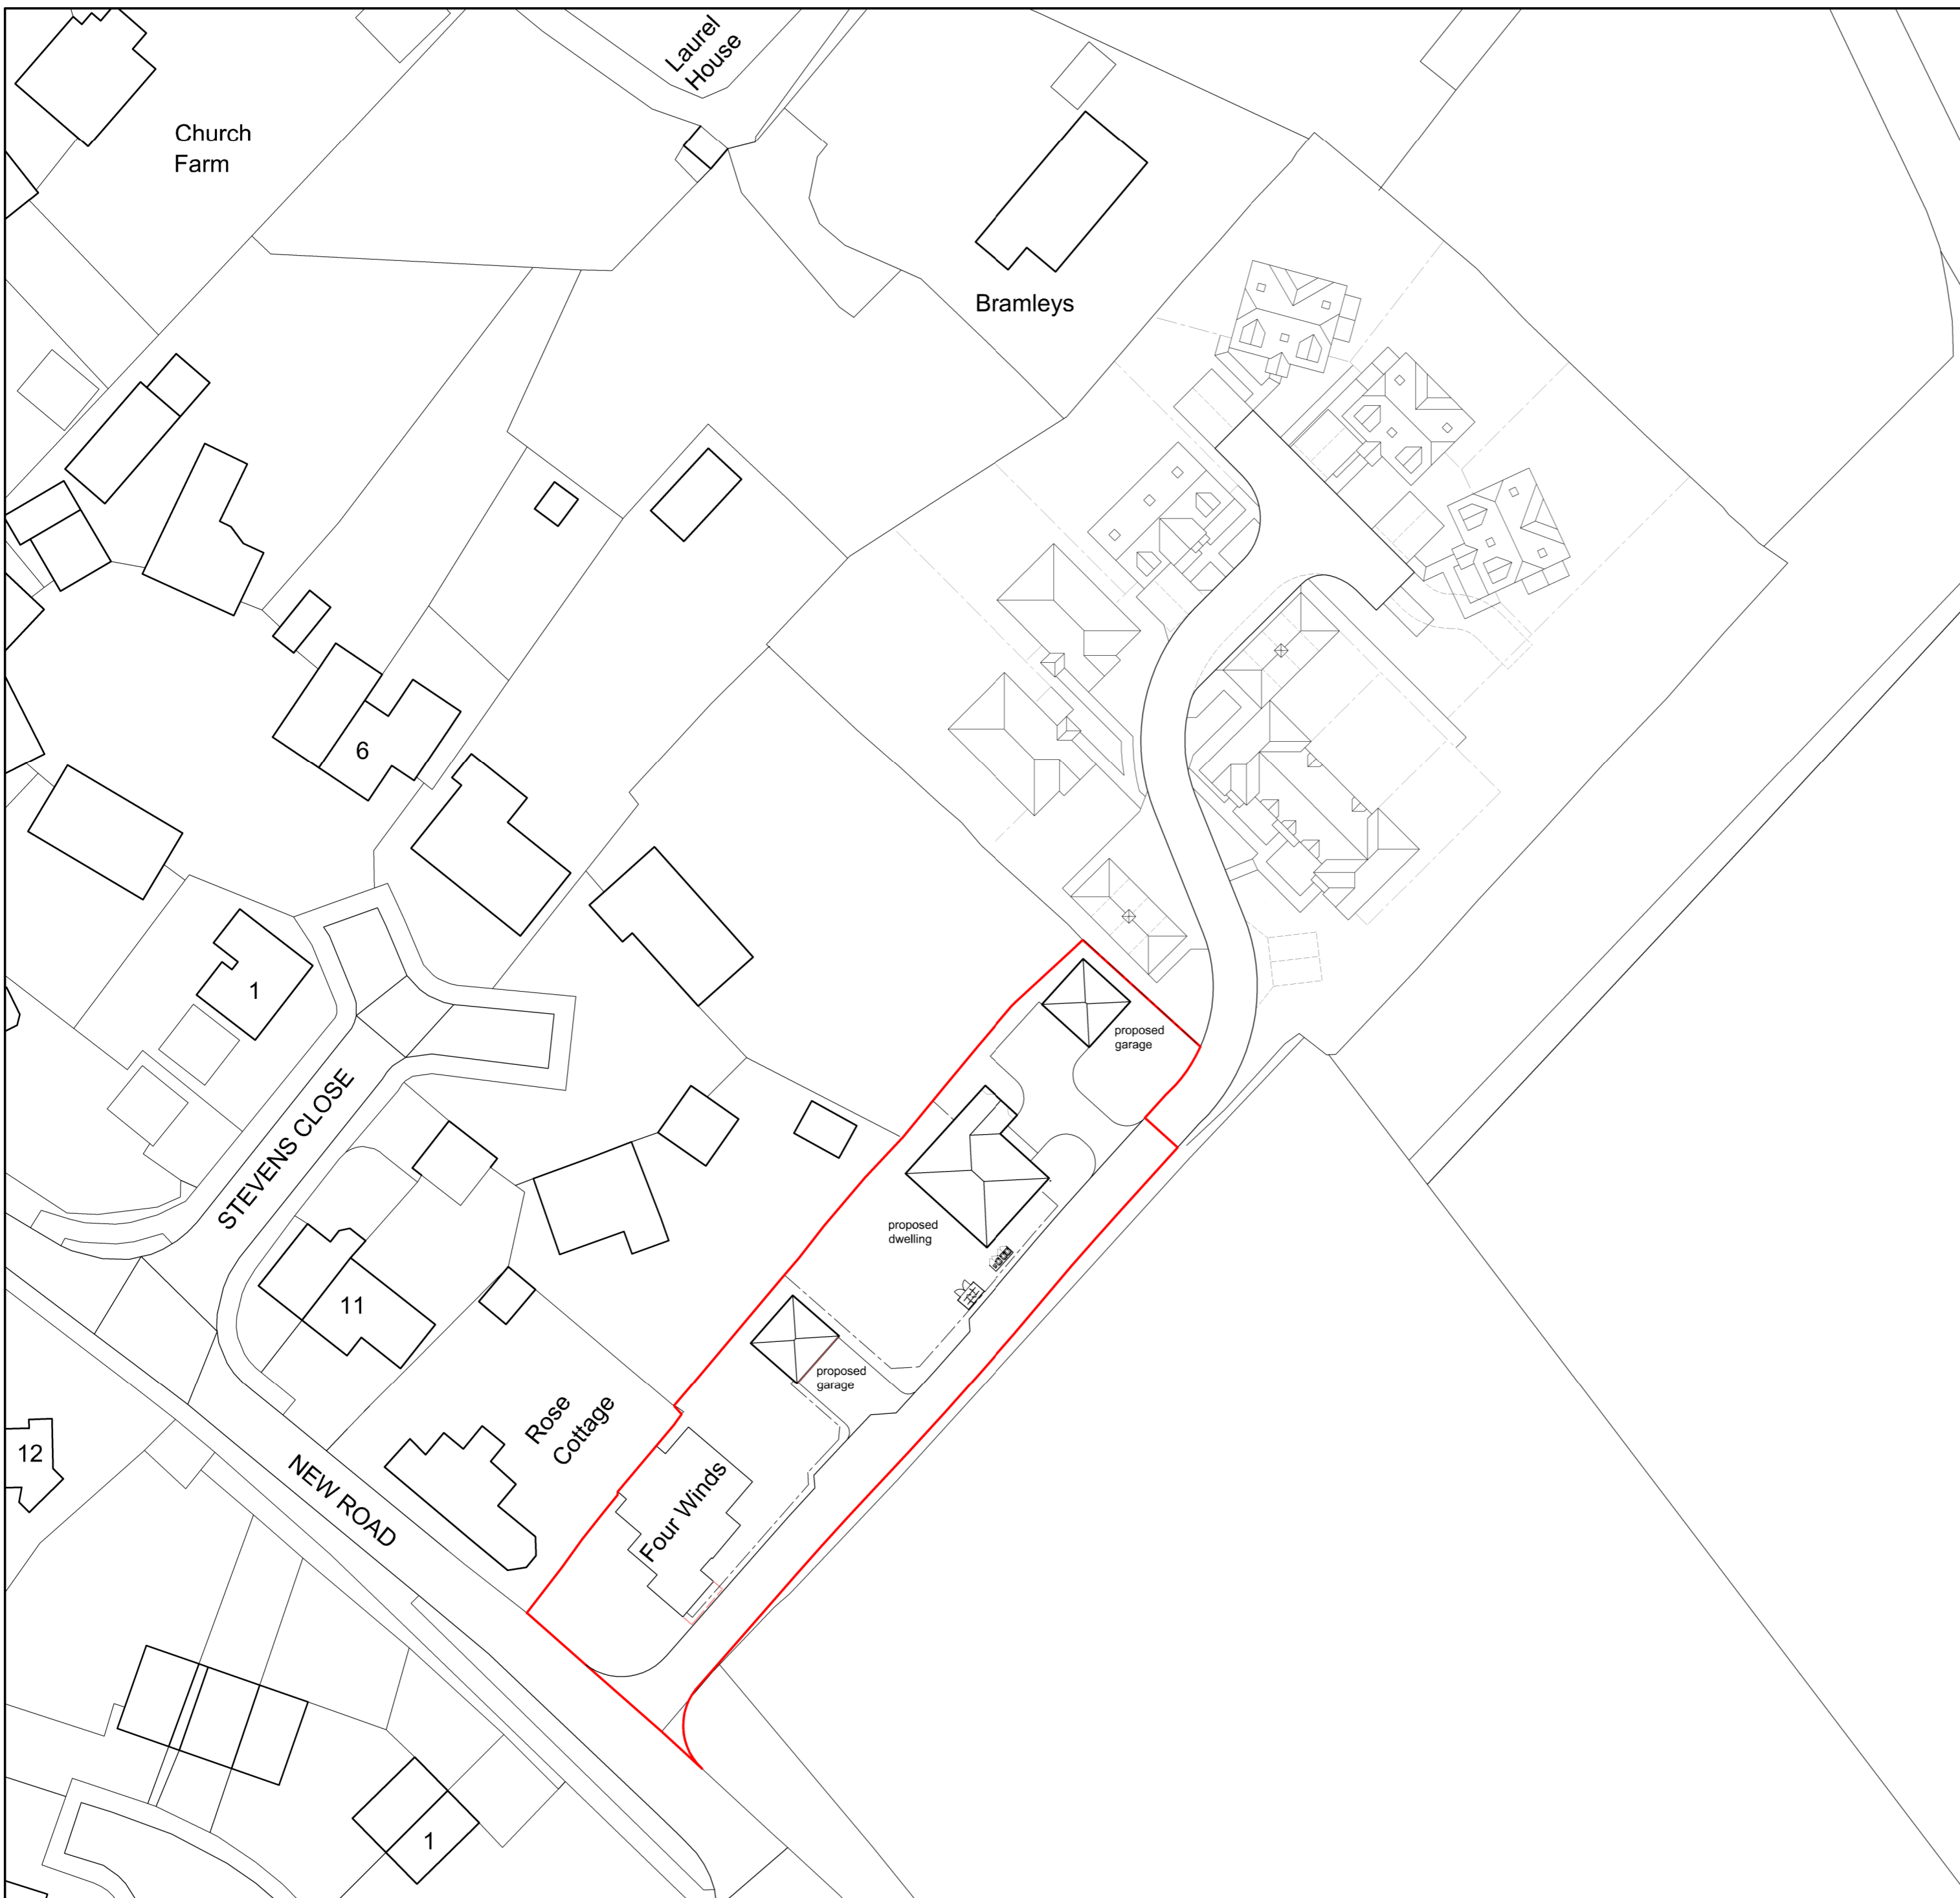 Laurel
House
Church
Farm
Bramleys
6
1
proposed
garage
STEVENS CLOSE
proposed
dwelling
11
proposed
garage
Rose
Cottage
12
NEW ROAD
Four Winds
1